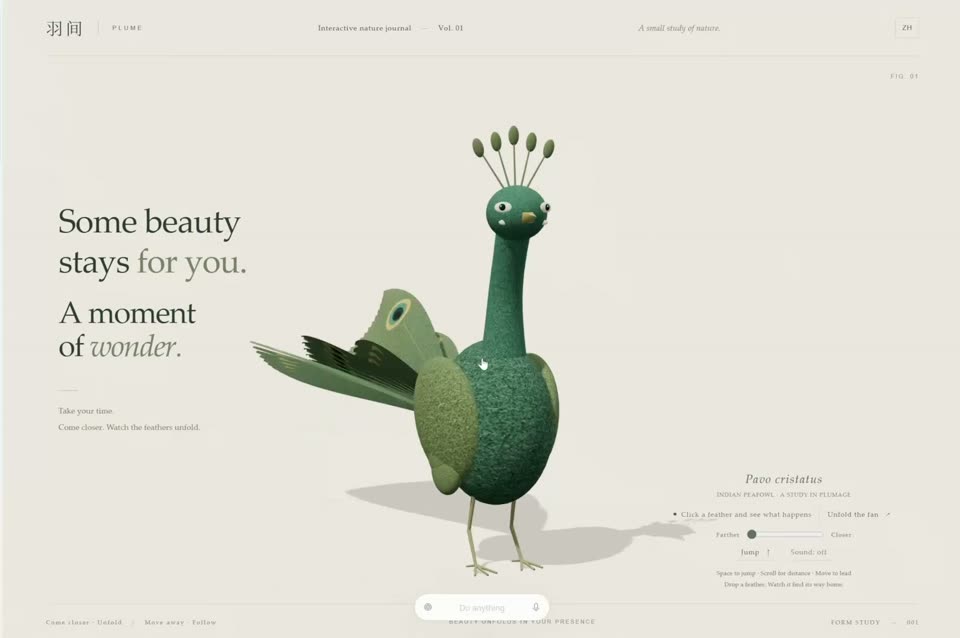 羽间 PLUME
Interactive nature journal — Vol. 01
A small study of nature.
ZH
FIG. 01
Some beauty
stays for you.
A moment
of wonder.
Take your time.
Come closer. Watch the feathers unfold.
Pavo cristatus
INDIAN PEAFOWL · A STUDY IN PLUMAGE
Click a feather and see what happens
Unfold the fan ↗
Farther Closer
Jump ↑ Sound: off
Space to jump · Scroll for distance · Move to lead
Drop a feather. Watch it find its way home.
Do anything
Come closer · Unfold / Move away · Follow
BEAUTY UNFOLDS IN YOUR PRESENCE
FORM STUDY — 001